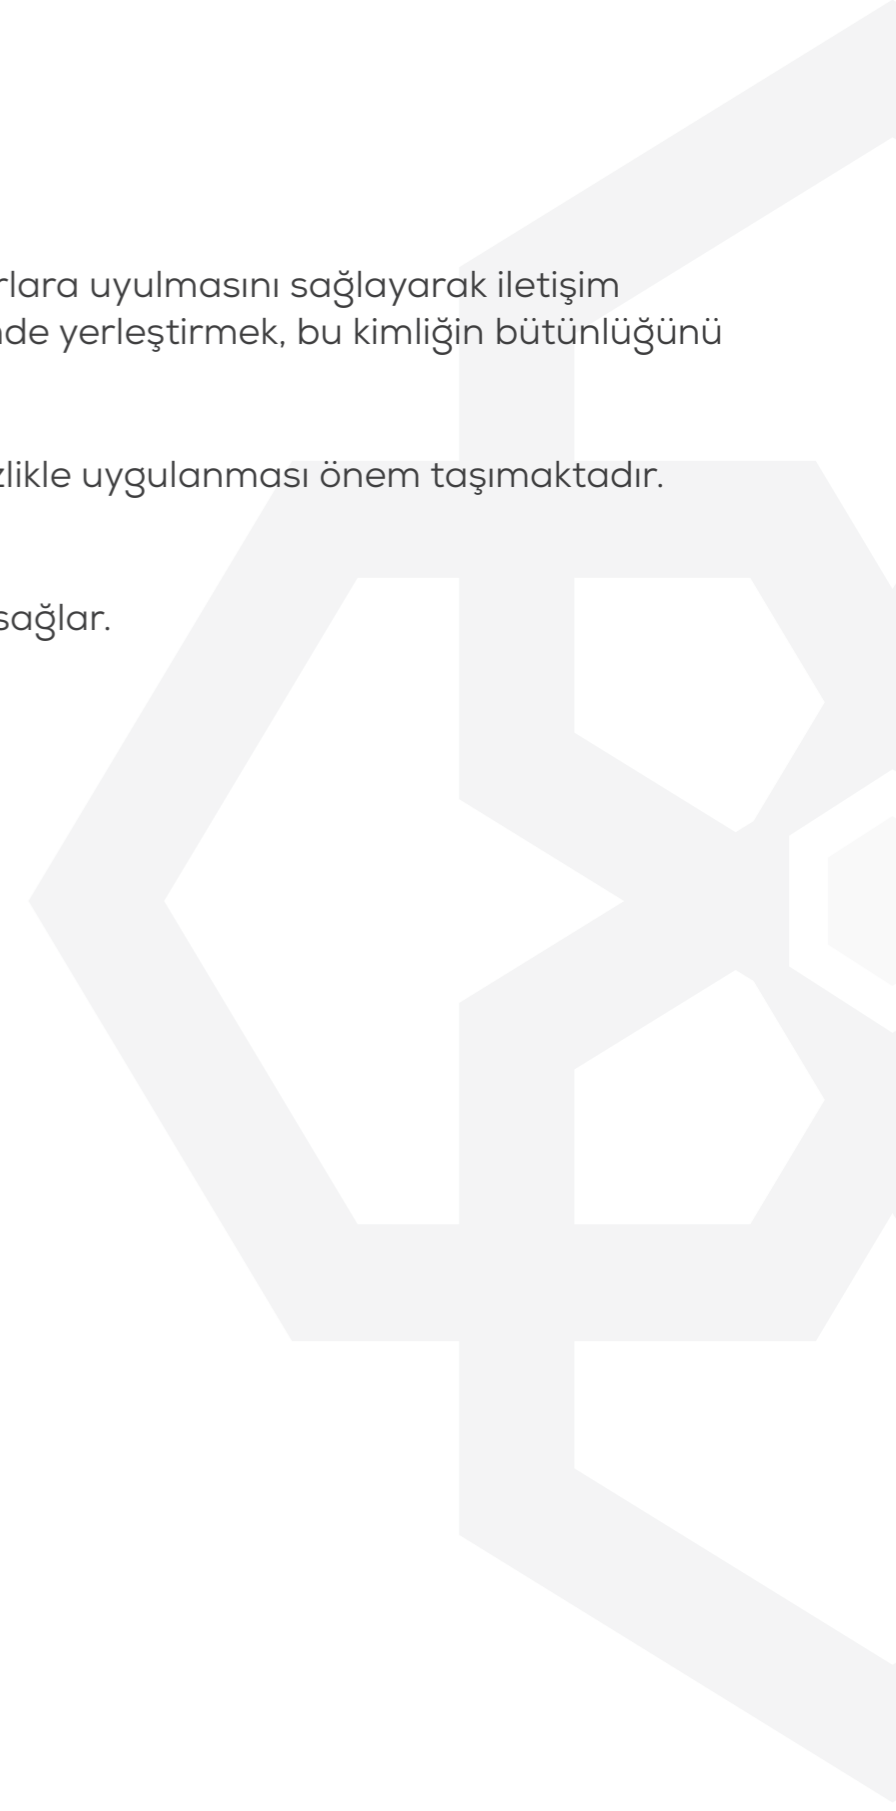 rlara uyulmasını sağlayarak iletişim
nde yerleştirmek, bu kimliğin bütünlüğünü
zlikle uygulanması önem taşımaktadır.
sağlar.